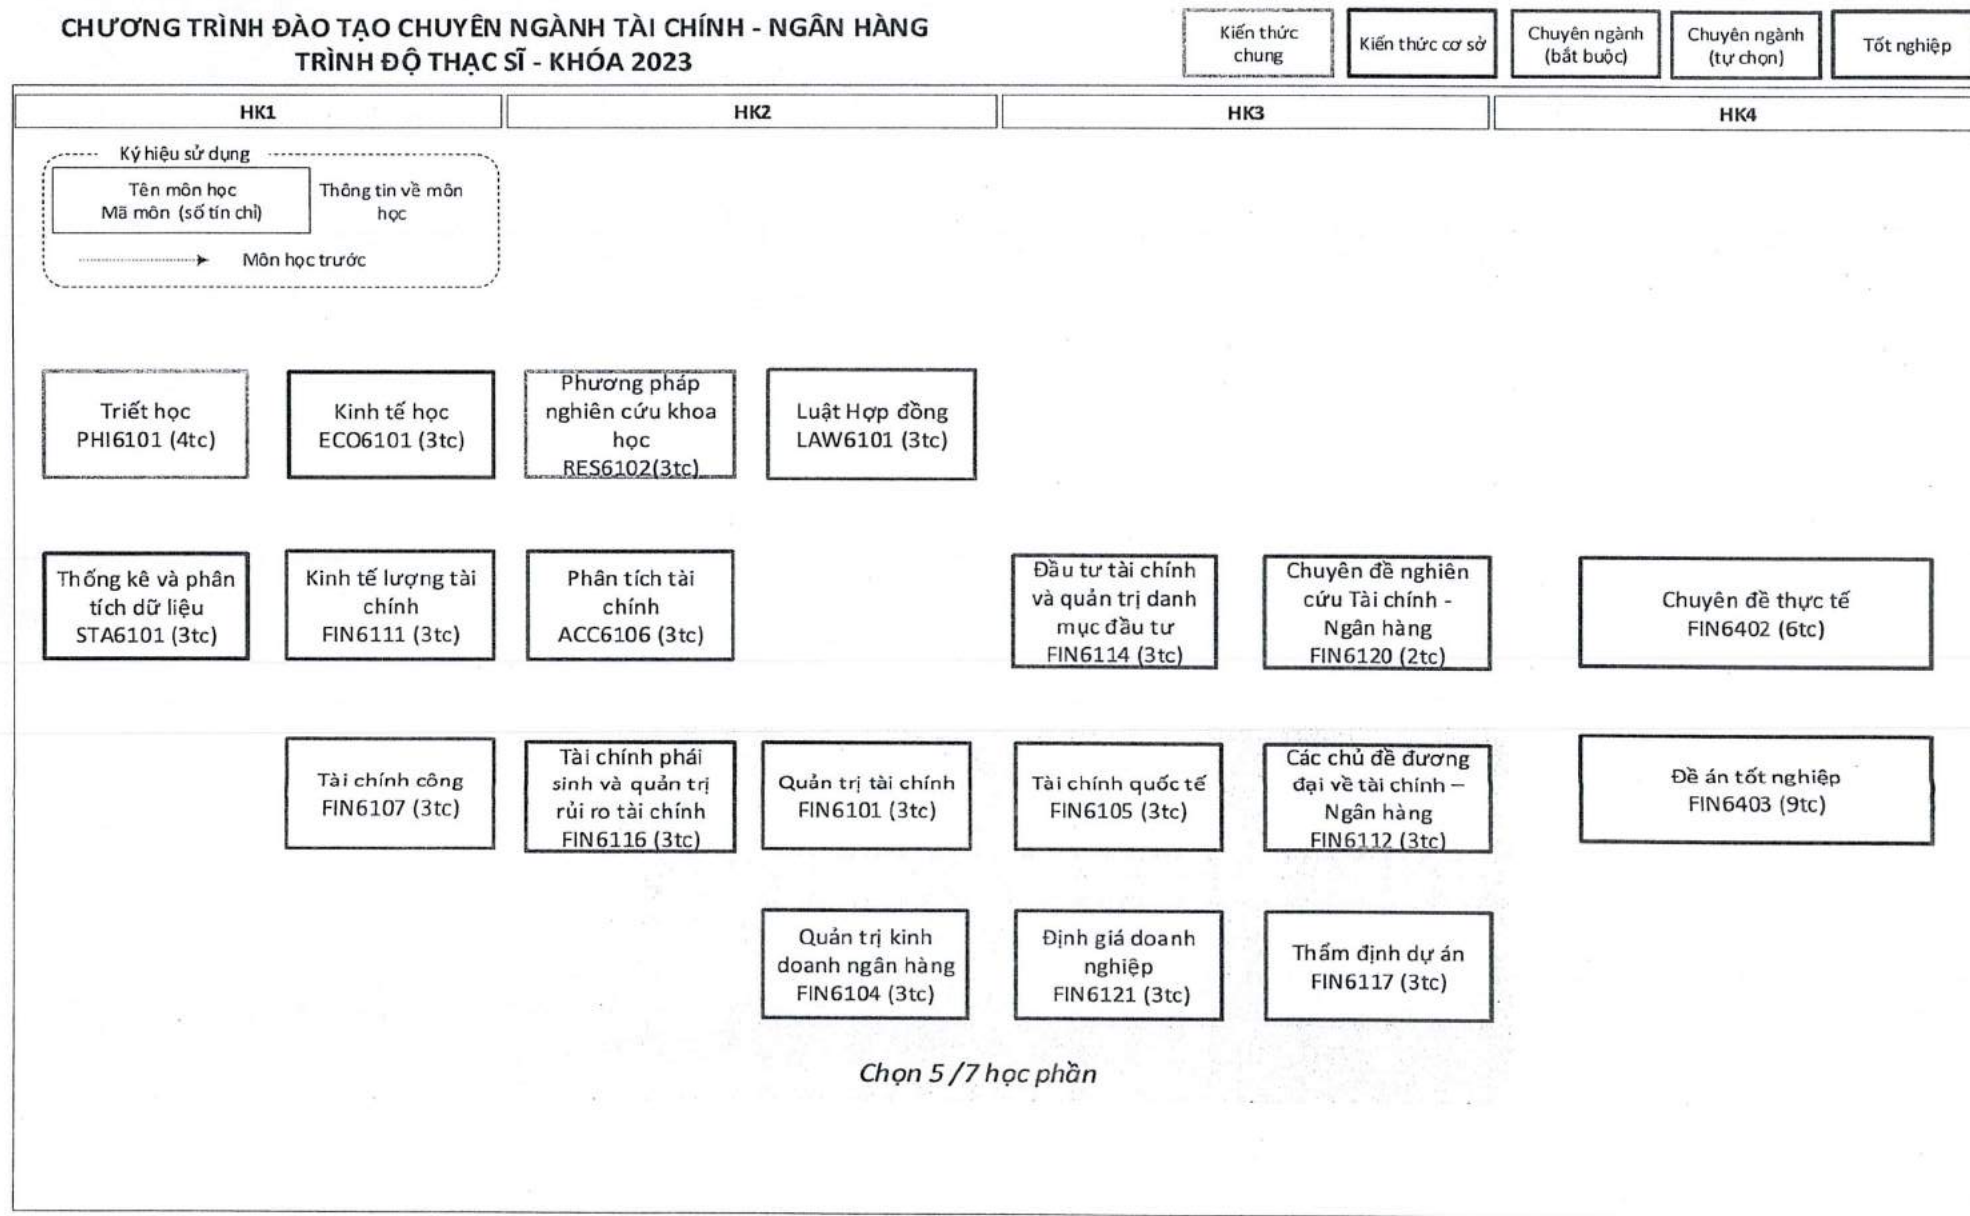 CHƯƠNG TRÌNH ĐÀO TẠO CHUYÊN NGÀNH TÀI CHÍNH - NGÂN HÀNG
TRÌNH ĐỘ THẠC SĨ - KHÓA 2023
Kiến thức
chung
Kiến thức cơ sở
Chuyên ngành
(bắt buộc)
Chuyên ngành
(tự chọn)
Tốt nghiệp
HK1
HK2
HK3
HK4
Ký hiệu sử dụng
Tên môn học
Mã môn (số tín chỉ)
Thông tin về môn
học
Môn học trước
Triết học
PHI6101 (4tc)
Kinh tế học
ECO6101 (3tc)
Phương pháp
nghiên cứu khoa
học
RES6102(3tc)
Luật Hợp đồng
LAW6101 (3tc)
Thống kê và phân
tích dữ liệu
STA6101 (3tc)
Kinh tế lượng tài
chính
FIN6111 (3tc)
Phân tích tài
chính
ACC6106 (3tc)
Đầu tư tài chính
và quản trị danh
mục đầu tư
FIN6114 (3tc)
Chuyên đề nghiên
cứu Tài chính -
Ngân hàng
FIN6120 (2tc)
Chuyên đề thực tế
FIN6402 (6tc)
Tài chính công
FIN6107 (3tc)
Tài chính phái
sinh và quản trị
rủi ro tài chính
FIN6116 (3tc)
Quản trị tài chính
FIN6101 (3tc)
Tài chính quốc tế
FIN6105 (3tc)
Các chủ đề đương
đại về tài chính –
Ngân hàng
FIN6112 (3tc)
Đề án tốt nghiệp
FIN6403 (9tc)
Quản trị kinh
doanh ngân hàng
FIN6104 (3tc)
Định giá doanh
nghiệp
FIN6121 (3tc)
Thẩm định dự án
FIN6117 (3tc)
Chọn 5 /7 học phần